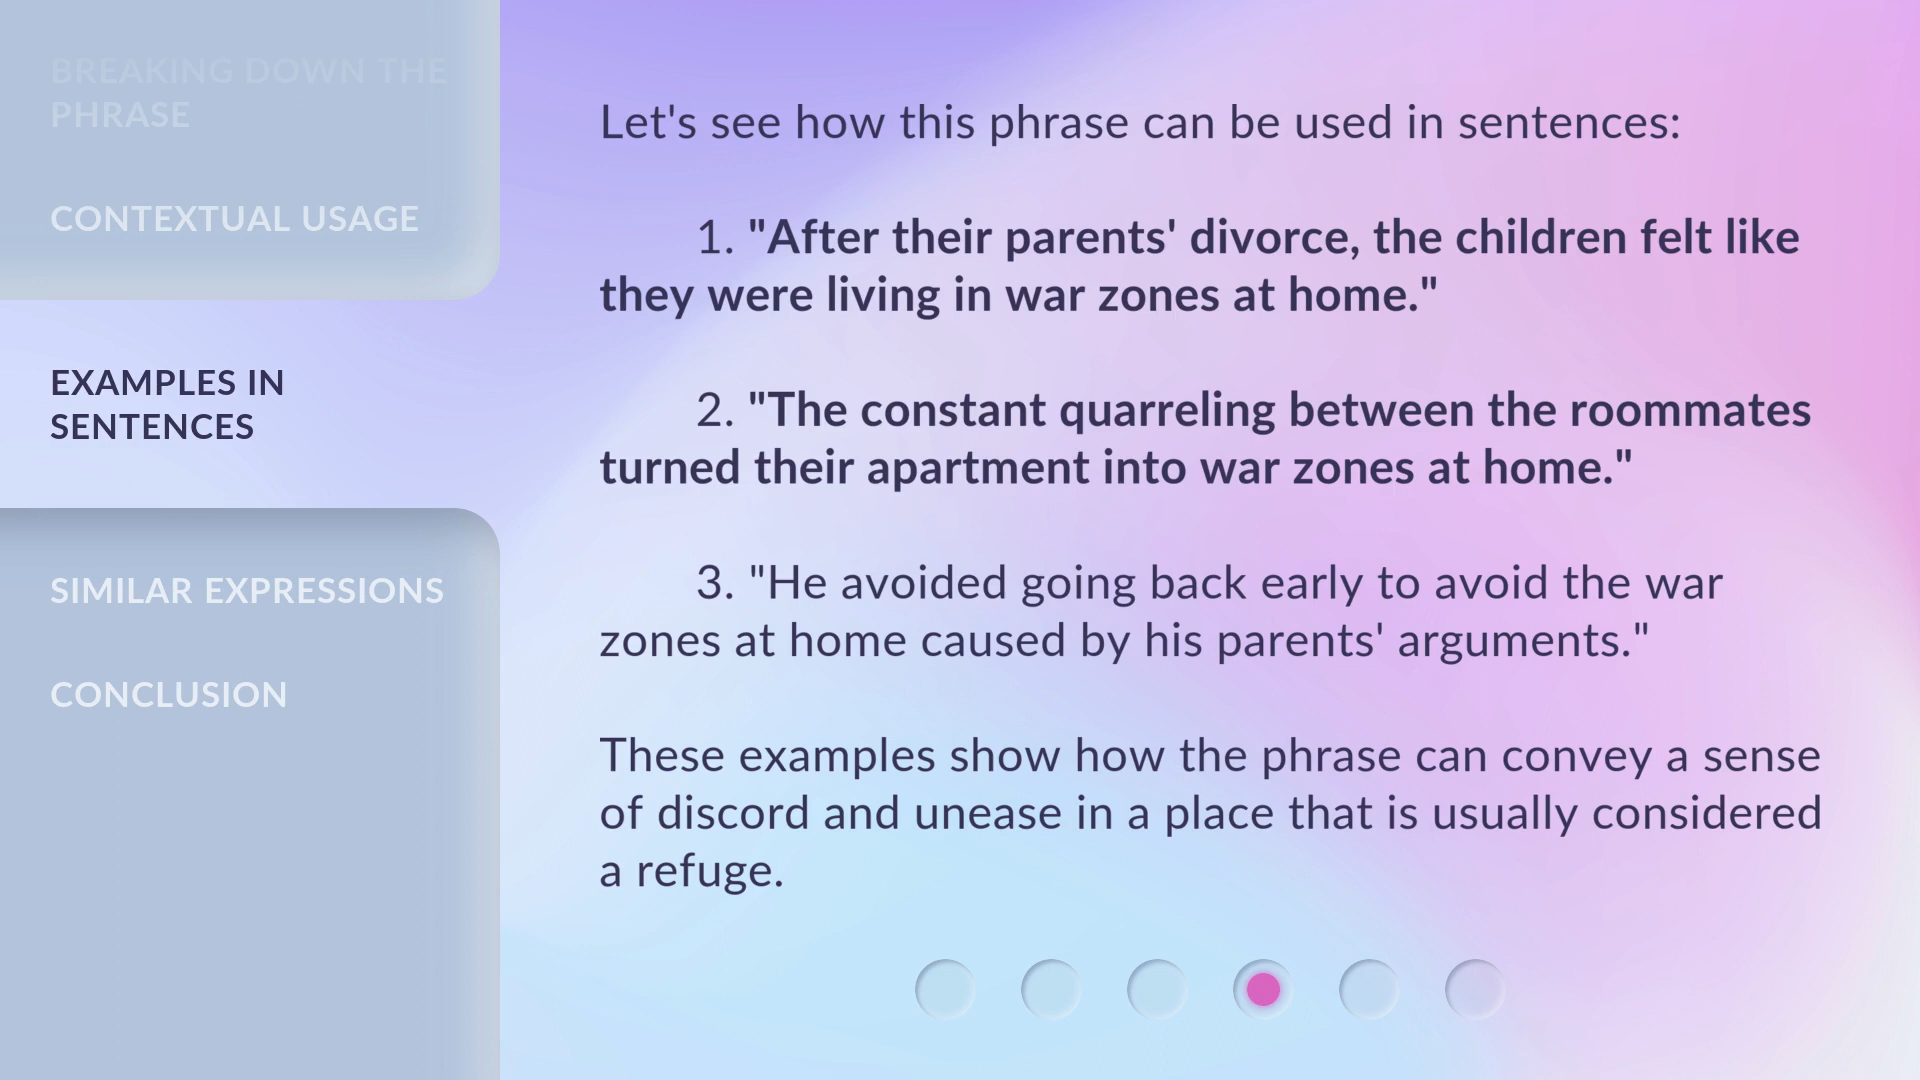 BREAKING DOWN THE
PHRASE
CONTEXTUAL USAGE
EXAMPLES IN
SENTENCES
SIMILAR EXPRESSIONS
CONCLUSION
Let's see how this phrase can be used in sentences:
1. "After their parents' divorce, the children felt like
they were living in war zones at home."
2. "The constant quarreling between the roommates
turned their apartment into war zones at home."
3. "He avoided going back early to avoid the war
zones at home caused by his parents' arguments."
These examples show how the phrase can convey a sense
of discord and unease in a place that is usually considered
a refuge.